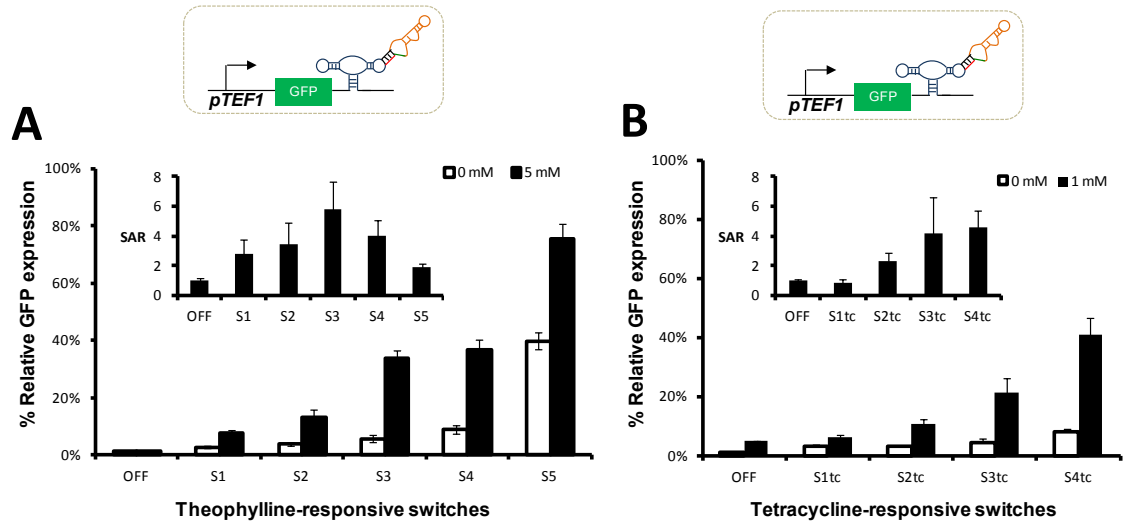 pTEF1
GFP
A
% Relative GFP expression
100%
80%
60%
40%
20%
0%
0 mM
5 mM
SAR
8
6
4
2
0
OFF S1 S2 S3 S4 S5
OFF S1 S2 S3 S4 S5
Theophylline-responsive switches
pTEF1
GFP
B
% Relative GFP expression
100%
80%
60%
40%
20%
0%
0 mM
1 mM
SAR
8
6
4
2
0
OFF S1tc S2tc S3tc S4tc
OFF S1tc S2tc S3tc S4tc
Tetracycline-responsive switches